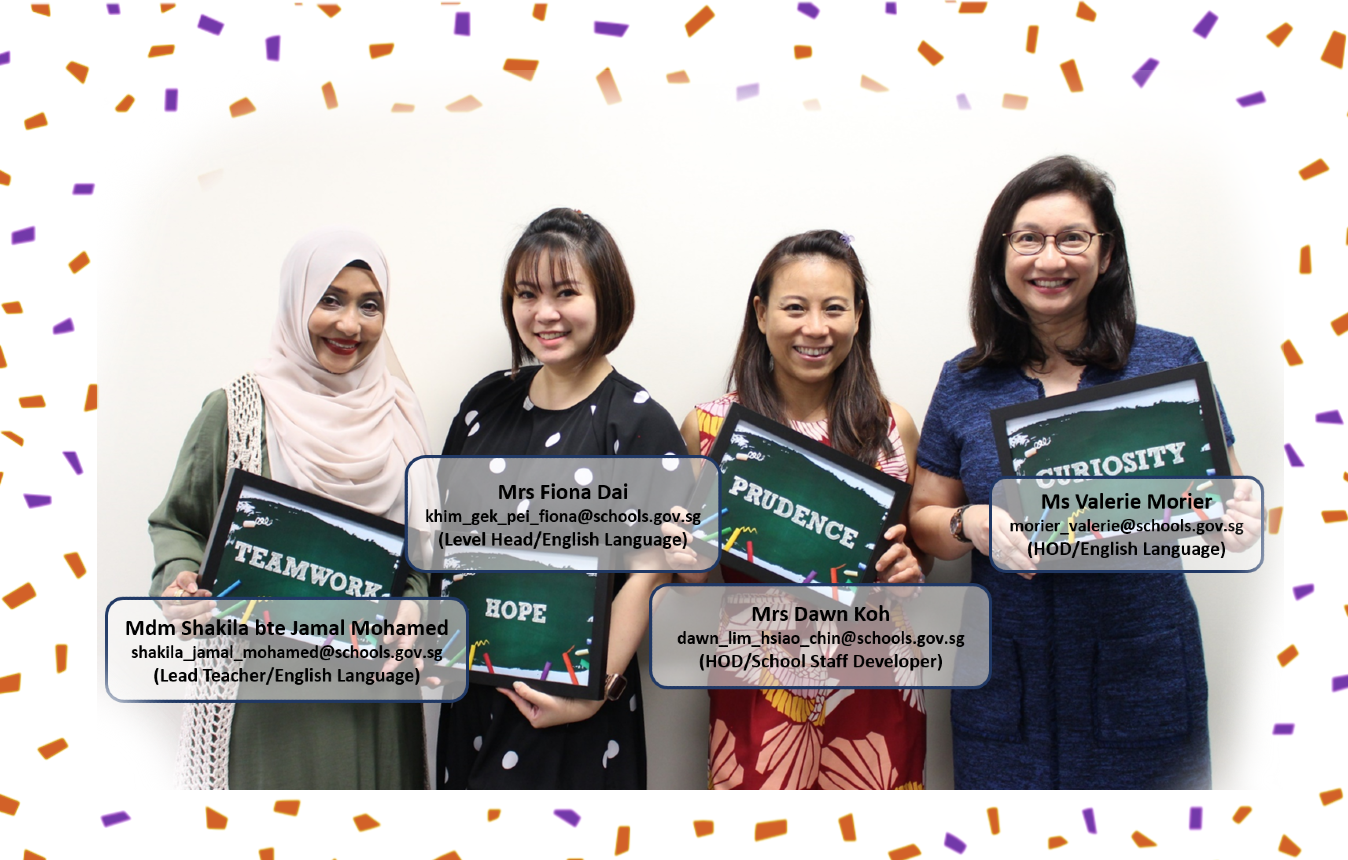 CURIOSITY
PRUDENCE
Mrs Fiona Dai
khim_gek_pei_fiona@schools.gov.sg
(Level Head/English Language)
Ms Valerie Morier
morier_valerie@schools.gov.sg
(HOD/English Language)
TEAMWORK
HOPE
Mdm Shakila bte Jamal Mohamed
shakila_jamal_mohamed@schools.gov.sg
(Lead Teacher/English Language)
Mrs Dawn Koh
dawn_lim_hsiao_chin@schools.gov.sg
(HOD/School Staff Developer)